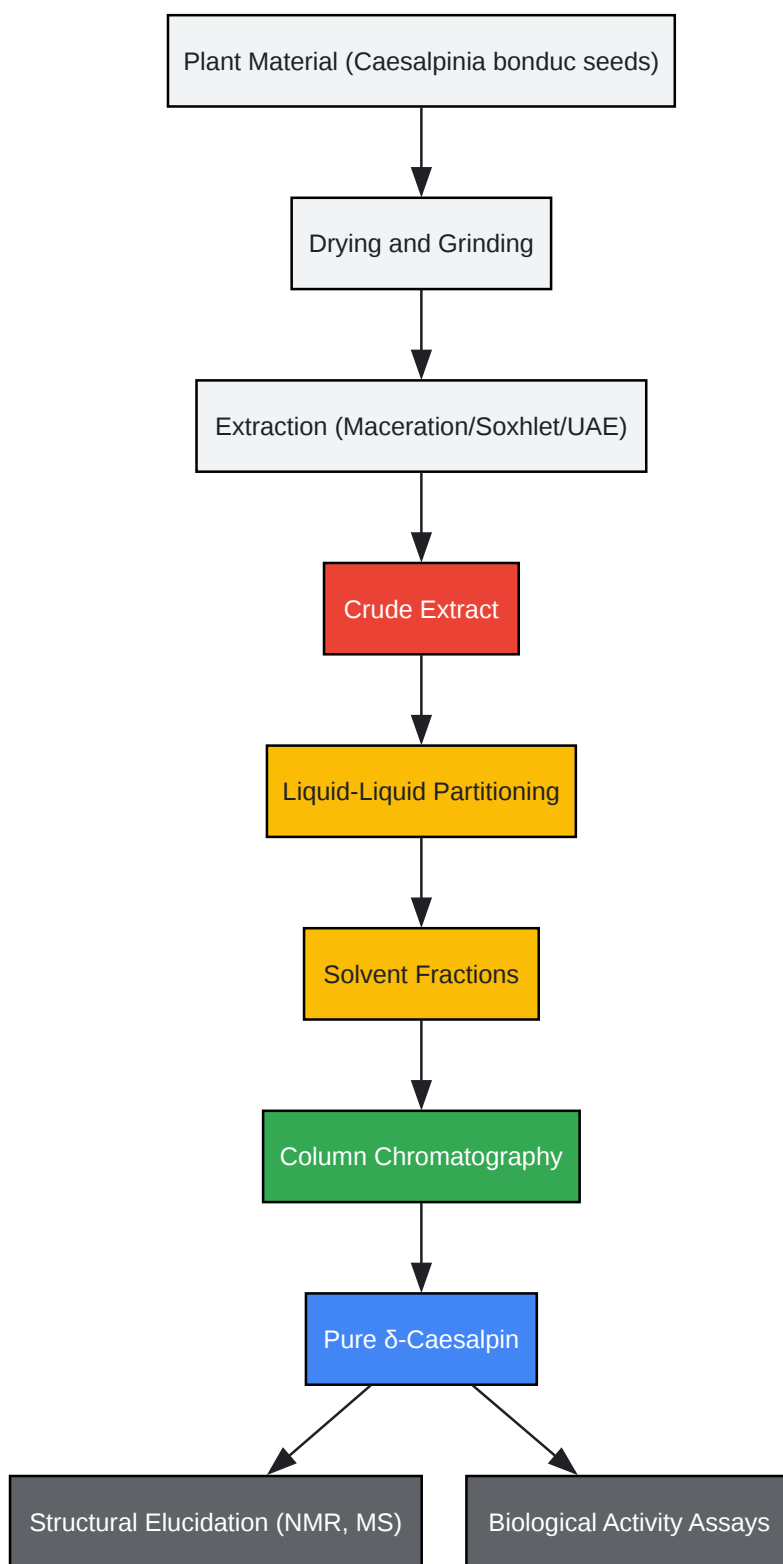 Plant Material (Caesalpinia bonduc seeds)
Drying and Grinding
Extraction (Maceration/Soxhlet/UAE)
Crude Extract
Liquid-Liquid Partitioning
Solvent Fractions
Column Chromatography
Pure δ-Caesalpin
Structural Elucidation (NMR, MS)
Biological Activity Assays